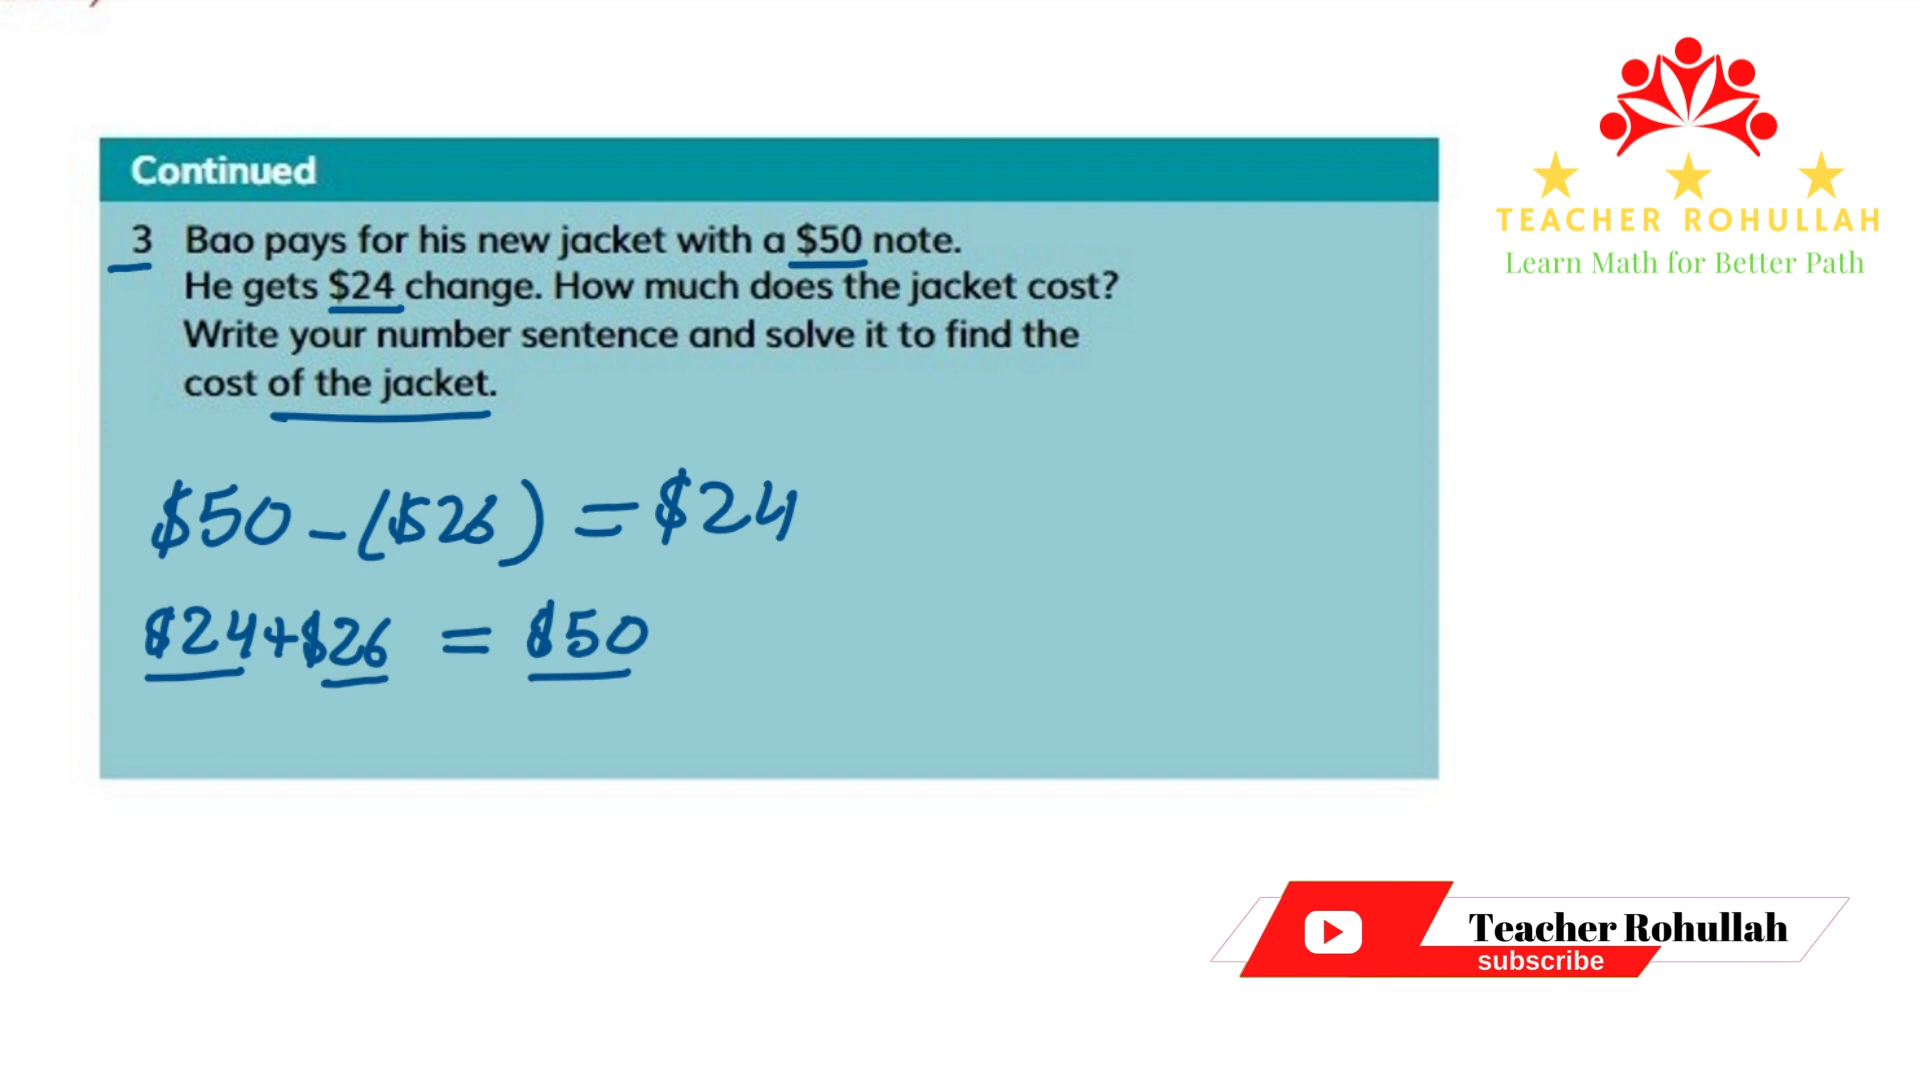 Continued
3 Bao pays for his new jacket with a $50 note.
He gets $24 change. How much does the jacket cost?
Write your number sentence and solve it to find the
cost of the jacket.
$50 - ($26) = $24
$24 + $26 = $50
TEACHER ROHULLAH
Learn Math for Better Path
Teacher Rohullah
subscribe